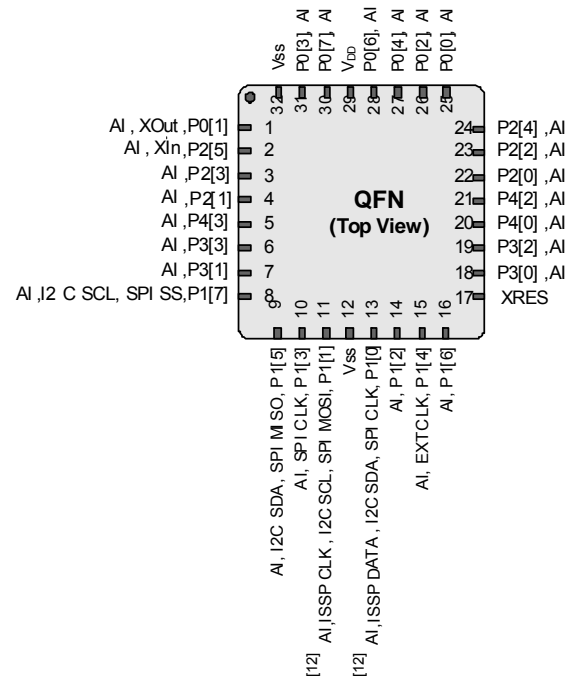 Vss
P0[3], AI
P0[7], AI
VDD
P0[6], AI
P0[4], AI
P0[2], AI
P0[0], AI
32
31
30
29
28
27
26
25
AI , XOut ,P0[1] 1
AI , XIn ,P2[5] 2
AI ,P2[3] 3
AI ,P2[1] 4
AI ,P4[3] 5
AI ,P3[3] 6
AI ,P3[1] 7
AI ,I2 C SCL, SPI SS,P1[7] 8
QFN
(Top View)
24 P2[4] ,AI
23 P2[2] ,AI
22 P2[0] ,AI
21 P4[2] ,AI
20 P4[0] ,AI
19 P3[2] ,AI
18 P3[0] ,AI
17 XRES
9
10
11
12
13
14
15
16
AI, I2C SDA, SPI MISO, P1[5]
AI, SPI CLK, P1[3]
[12] AI,ISSP CLK , I2C SCL, SPI MOSI, P1[1]
Vss
[12] AI,ISSP DATA , I2C SDA, SPI CLK, P1[0]
AI, P1[2]
AI, EXTCLK, P1[4]
AI, P1[6]